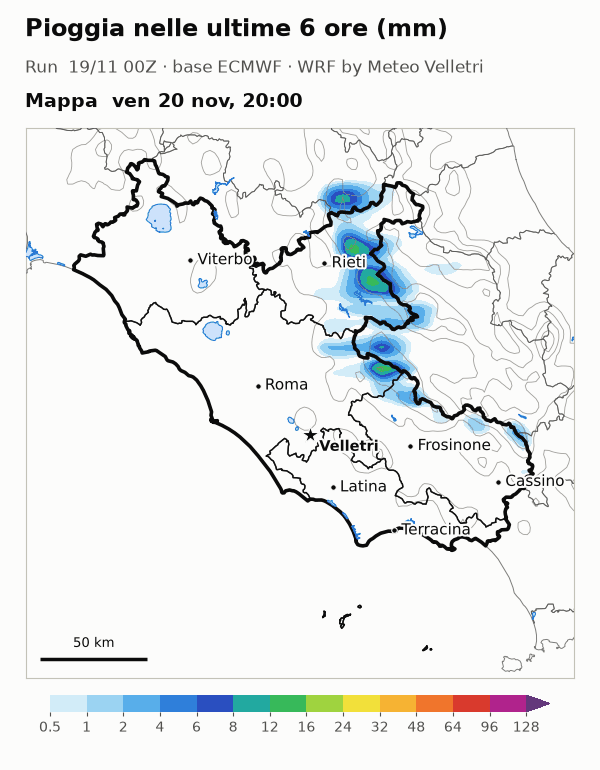 Pioggia nelle ultime 6 ore (mm)
Run  19/11 00Z · base ECMWF · WRF by Meteo Velletri
Mappa  ven 20 nov, 20:00
Viterbo
Rieti
Roma
Velletri
Frosinone
Latina
Cassino
Terracina
50 km
0.5 1 2 4 6 8 12 16 24 32 48 64 96 128